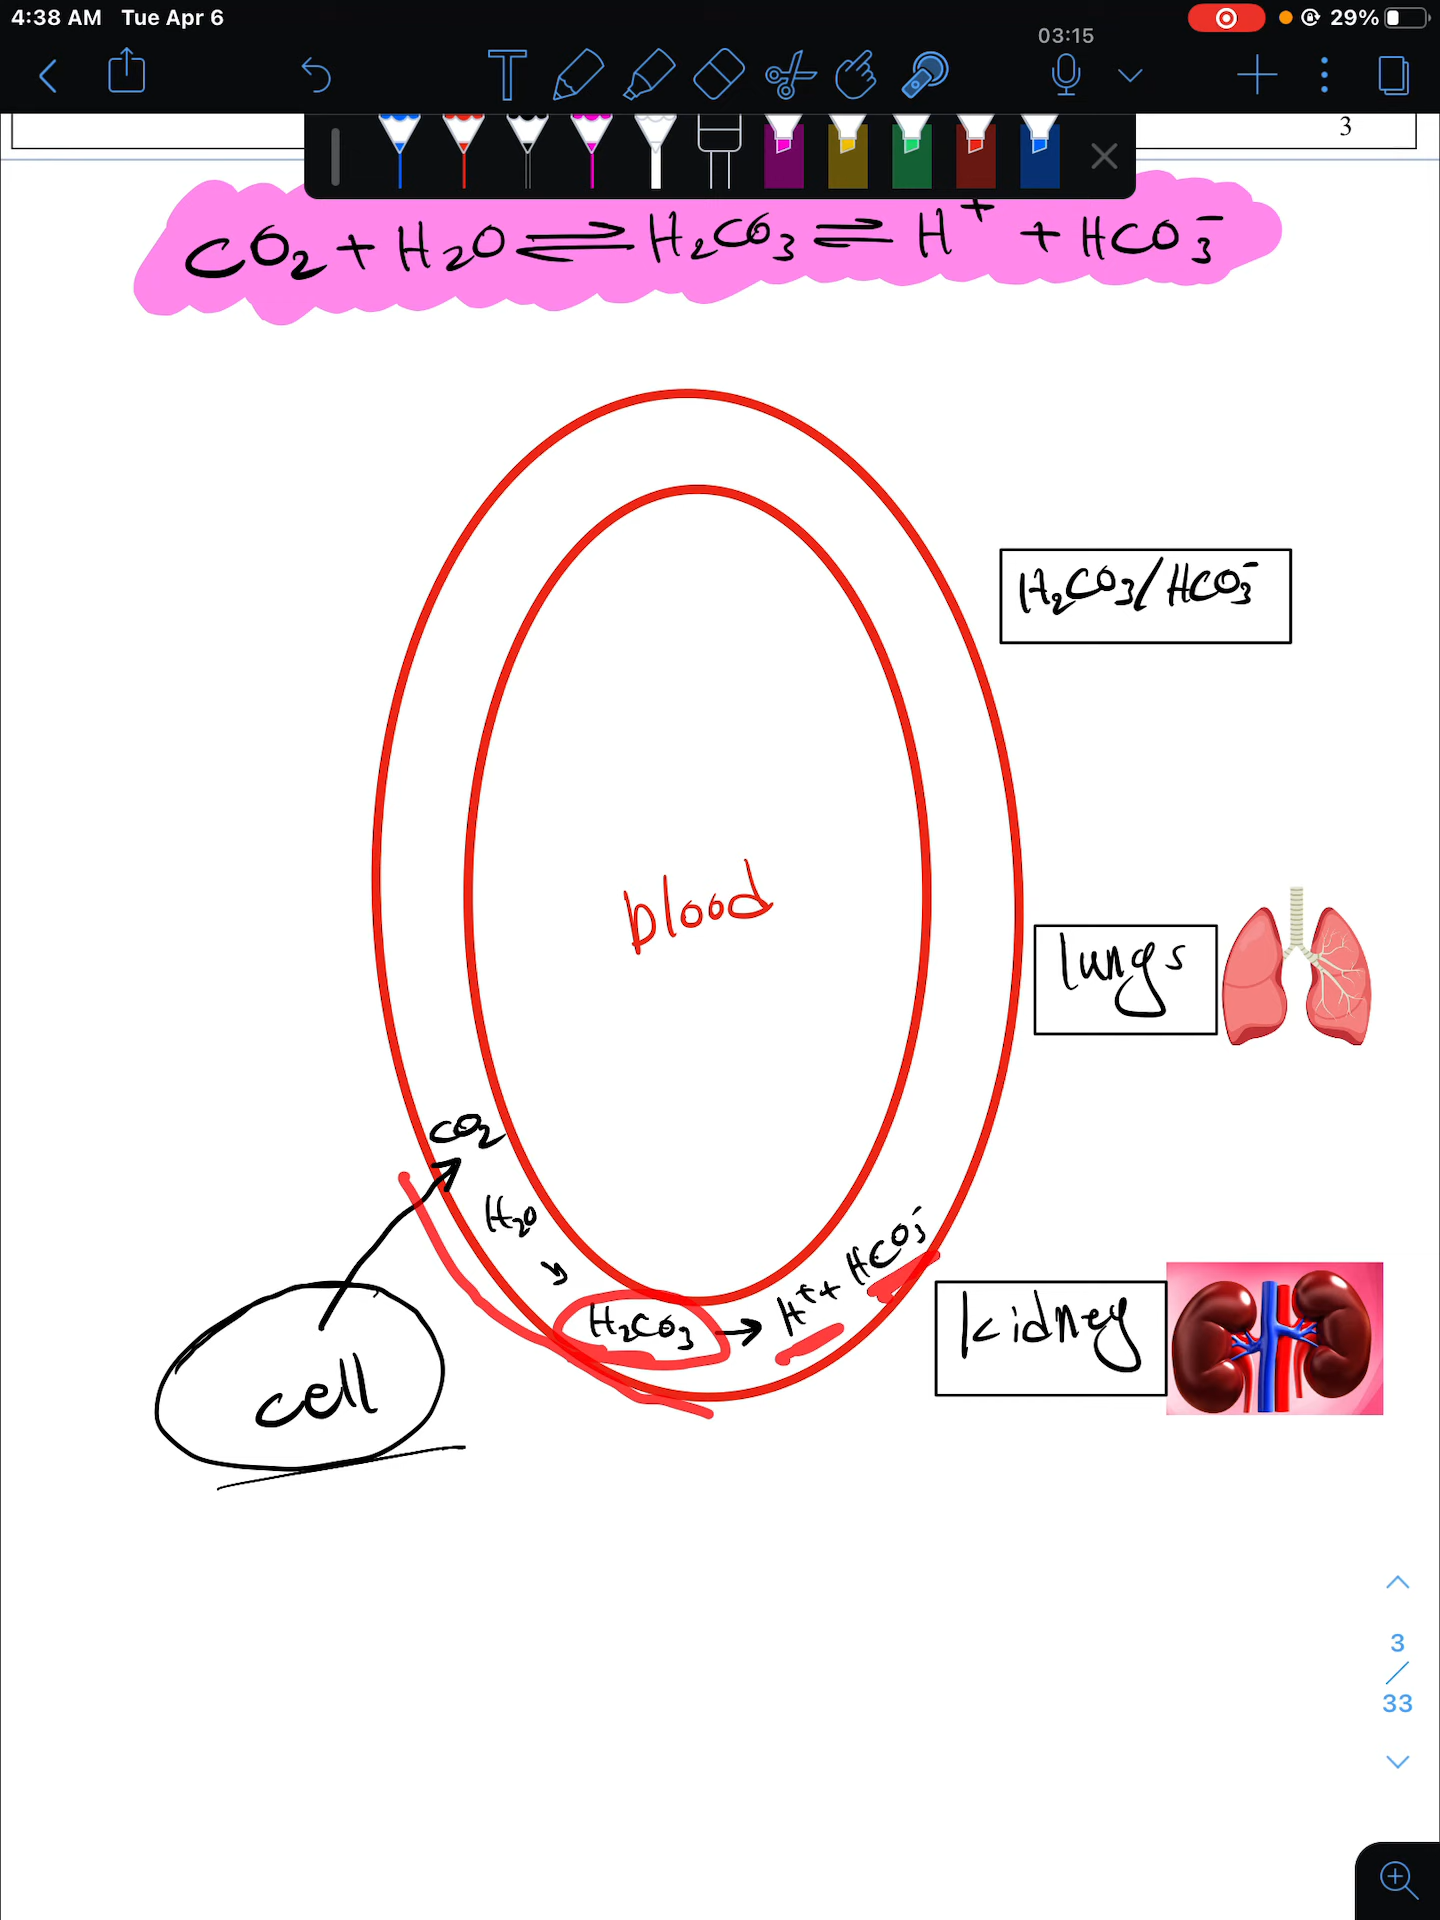 4:38 AM Tue Apr 6
29%
03:15
T
3
CO₂ + H₂O ⇌ H₂CO₃ ⇌ H⁺ + HCO₃⁻
H₂CO₃/HCO₃⁻
blood
lungs
CO₂
H₂O
→ H₂CO₃ → H⁺ + HCO₃⁻
kidney
cell
3
/
33